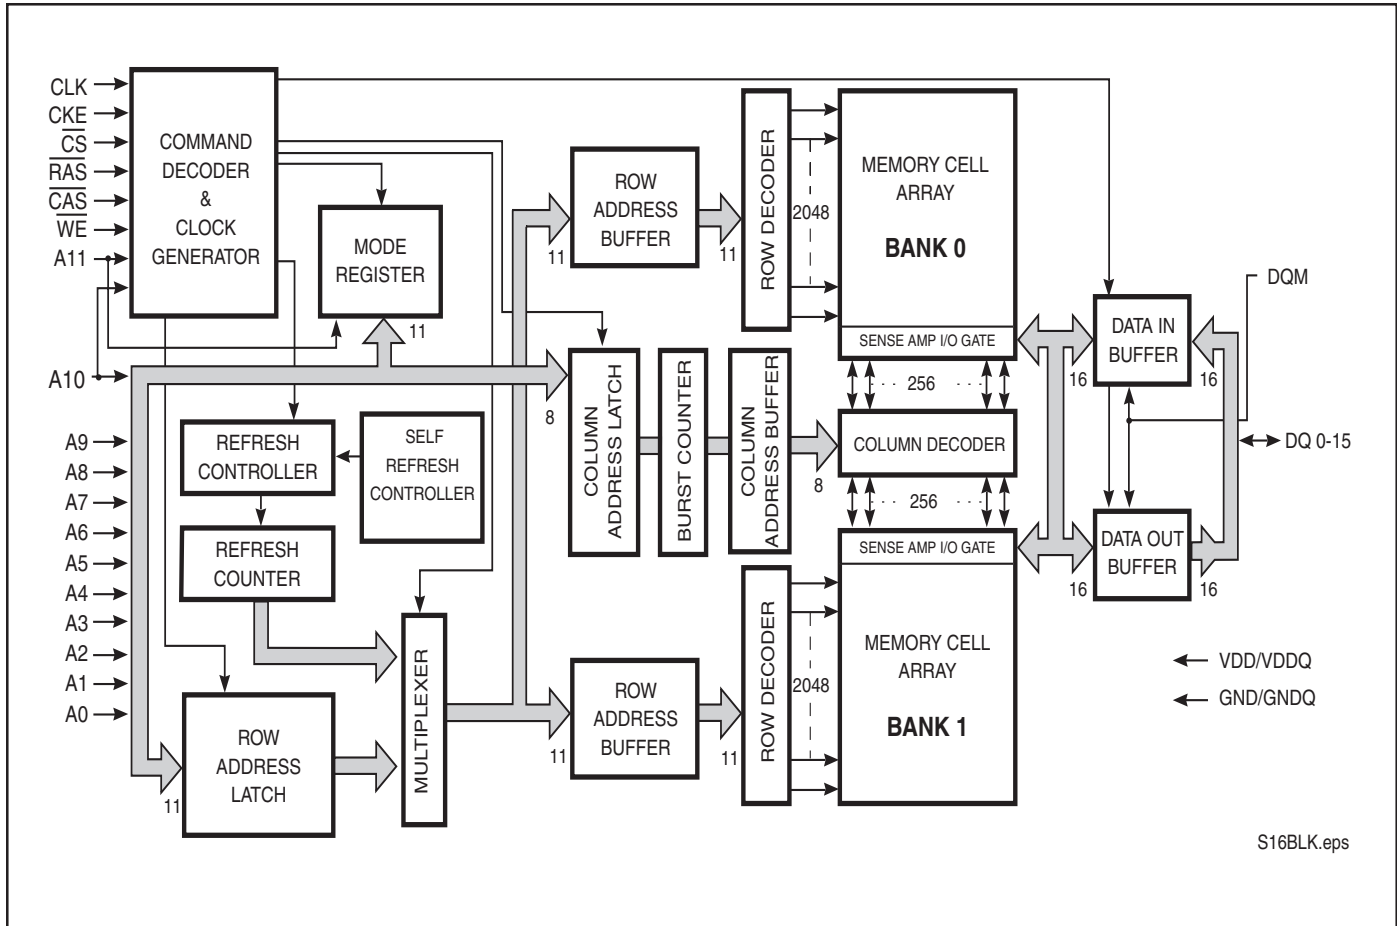 CLK
CKE
CS
RAS
CAS
WE
A11
A10
A9
A8
A7
A6
A5
A4
A3
A2
A1
A0
COMMAND
DECODER
&
CLOCK
GENERATOR
MODE
REGISTER
11
REFRESH
CONTROLLER
SELF
REFRESH
CONTROLLER
REFRESH
COUNTER
ROW
ADDRESS
LATCH
11
MULTIPLEXER
ROW
ADDRESS
BUFFER
11
11
ROW DECODER
2048
MEMORY CELL
ARRAY
BANK 0
SENSE AMP I/O GATE
256
8
COLUMN
ADDRESS LATCH
BURST COUNTER
COLUMN
ADDRESS BUFFER
8
COLUMN DECODER
256
SENSE AMP I/O GATE
ROW
ADDRESS
BUFFER
11
11
ROW DECODER
2048
MEMORY CELL
ARRAY
BANK 1
DATA IN
BUFFER
16
16
DATA OUT
BUFFER
16
16
DQM
DQ 0-15
VDD/VDDQ
GND/GNDQ
S16BLK.eps